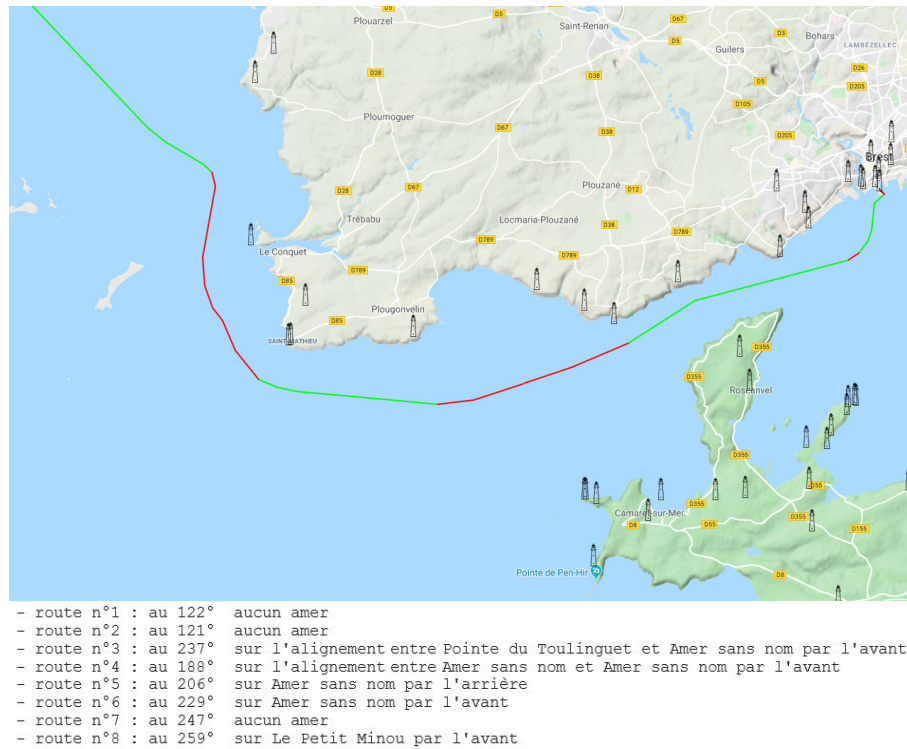 Plouarzel
D5
D5
Saint-Renan
D67
D5
Guilers
D3
Bohars
LAMBÉZELLEC
D28
D38
D5
D26
D205
D105
Ploumoguer
D67
D38
D205
Brest
D28
D67
Plouzané
D12
Trébabu
Locmaria-Plouzané
D38
D789
D789
Le Conquet
D789
D789
D85
Plougonvelin
D85
SAINT-MATHIEU
D355
D355
Roscanvel
D355
D55
Camaret-sur-Mer
D355
D8
D55
D355
D155
Pointe de Pen-Hir
D8
- route n°1 : au 122° aucun amer
- route n°2 : au 121° aucun amer
- route n°3 : au 237° sur l'alignement entre Pointe du Toulinguet et Amer sans nom par l'avant
- route n°4 : au 188° sur l'alignement entre Amer sans nom et Amer sans nom par l'avant
- route n°5 : au 206° sur Amer sans nom par l'arrière
- route n°6 : au 229° sur Amer sans nom par l'avant
- route n°7 : au 247° aucun amer
- route n°8 : au 259° sur Le Petit Minou par l'avant